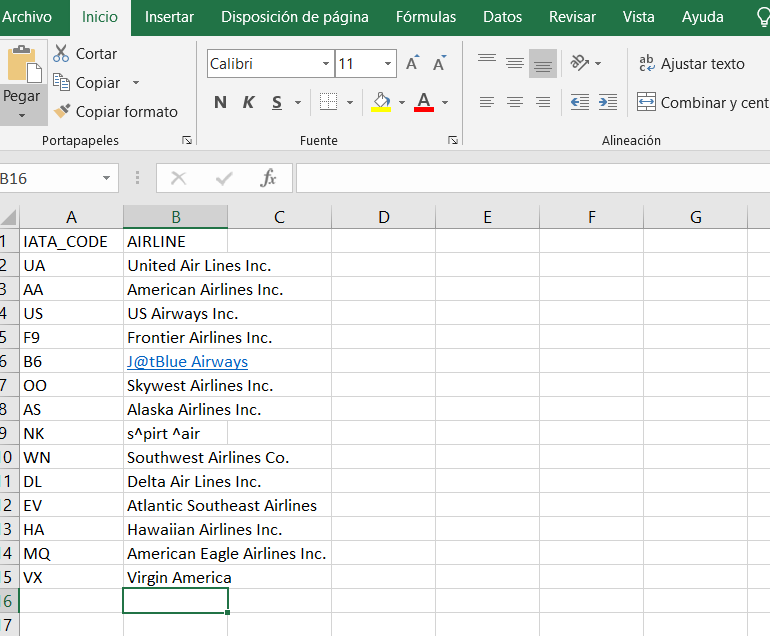 Archivo Inicio Insertar Disposición de página Fórmulas Datos Revisar Vista Ayuda
Pegar
Cortar
Copiar
Copiar formato
Portapapeles
Calibri 11 A A
N K S A
Fuente
ab Ajustar texto
Combinar y cent
Alineación
B16 fx
A B C D E F G
1 IATA_CODE AIRLINE
2 UA United Air Lines Inc.
3 AA American Airlines Inc.
4 US US Airways Inc.
5 F9 Frontier Airlines Inc.
6 B6 J@tBlue Airways
7 OO Skywest Airlines Inc.
8 AS Alaska Airlines Inc.
9 NK s^pirt ^air
0 WN Southwest Airlines Co.
1 DL Delta Air Lines Inc.
2 EV Atlantic Southeast Airlines
3 HA Hawaiian Airlines Inc.
4 MQ American Eagle Airlines Inc.
5 VX Virgin America
6
7